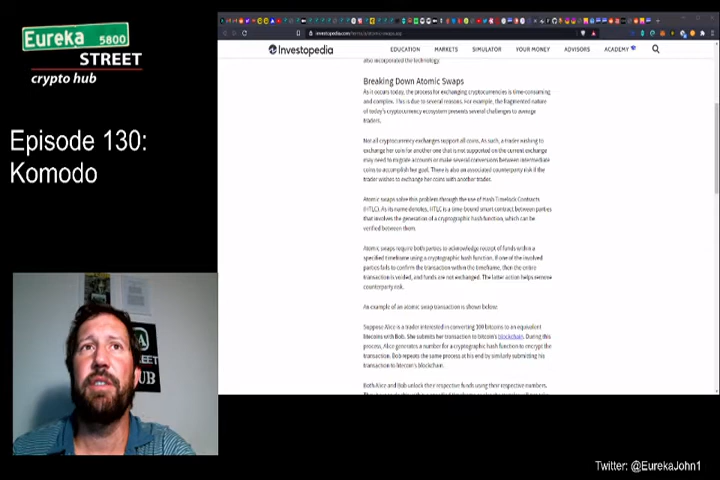 Eureka 5800
STREET
crypto hub
Episode 130:
Komodo
investopedia.com/terms/a/atomic-swaps.asp
Investopedia
EDUCATION MARKETS SIMULATOR YOUR MONEY ADVISORS ACADEMY
also incorporated the technology.
Breaking Down Atomic Swaps
As it occurs today, the process for exchanging cryptocurrencies is time-consuming
and complex. This is due to several reasons. For example, the fragmented nature
of today's cryptocurrency ecosystem presents several challenges to average
traders.
Not all cryptocurrency exchanges support all coins. As such, a trader wishing to
exchange her coin for another one that is not supported on the current exchange
may need to migrate accounts or make several conversions between intermediate
coins to accomplish her goal. There is also an associated counterparty risk if the
trader wishes to exchange her coins with another trader.
Atomic swaps solve this problem through the use of Hash Timelock Contracts
(HTLC). As its name denotes, HTLC is a time-bound smart contract between parties
that involves the generation of a cryptographic hash function, which can be
verified between them.
Atomic swaps require both parties to acknowledge receipt of funds within a
specified timeframe using a cryptographic hash function. If one of the involved
parties fails to confirm the transaction within the timeframe, then the entire
transaction is voided, and funds are not exchanged. The latter action helps remove
counterparty risk.
An example of an atomic swap transaction is shown below:
Suppose Alice is a trader interested in converting 100 bitcoins to an equivalent
litecoins with Bob. She submits her transaction to bitcoin's blockchain. During this
process, Alice generates a number for a cryptographic hash function to encrypt the
transaction. Bob repeats the same process at his end by similarly submitting his
transaction to litecoin's blockchain.
Both Alice and Bob unlock their respective funds using their respective numbers.
A
REET
UB
Twitter: @EurekaJohn1